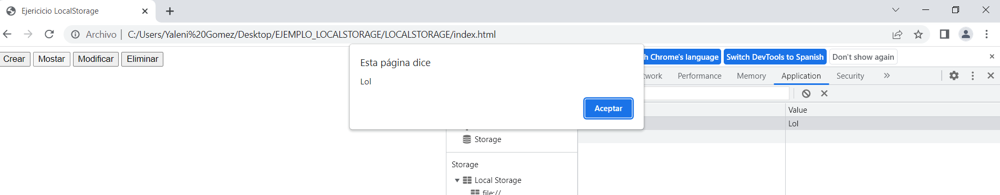 Ejericicio LocalStorage
Archivo C:/Users/Yaleni%20Gomez/Desktop/EJEMPLO_LOCALSTORAGE/LOCALSTORAGE/index.html
Crear Mostar Modificar Eliminar
Esta página dice
Lol
Aceptar
Chrome's language Switch DevTools to Spanish Don't show again
Performance Memory Application Security
Value
Lol
Storage
Storage
Local Storage
file://